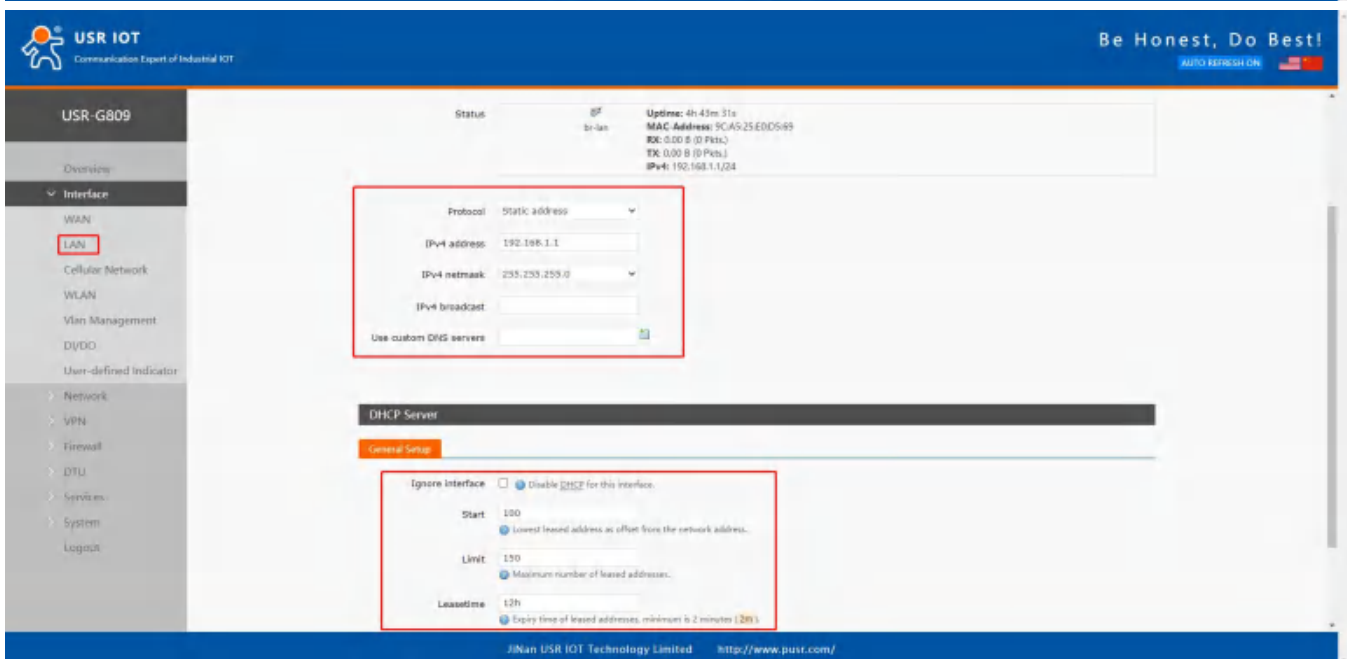 USR IOT
Communication Expert of Industrial IOT
Be Honest, Do Best!
AUTO REFRESH ON
USR-G809
Overview
Interface
WAN
LAN
Cellular Network
WLAN
Vlan Management
DI/DO
User-defined Indicator
Network
VPN
Firewall
DTU
Services
System
Logout
Status
br-lan
Uptime: 4h 43m 31s
MAC-Address: 9C:A5:25:E0:D5:69
RX: 0.00 B (0 Pkts.)
TX: 0.00 B (0 Pkts.)
IPv4: 192.168.1.1/24
Protocol Static address
IPv4 address 192.168.1.1
IPv4 netmask 255.255.255.0
IPv4 broadcast
Use custom DNS servers
DHCP Server
General Setup
Ignore interface Disable DHCP for this interface.
Start 100
Lowest leased address as offset from the network address.
Limit 150
Maximum number of leased addresses.
Leasetime 12h
Expiry time of leased addresses, minimum is 2 minutes (2m).
JiNan USR IOT Technology Limited http://www.pusr.com/